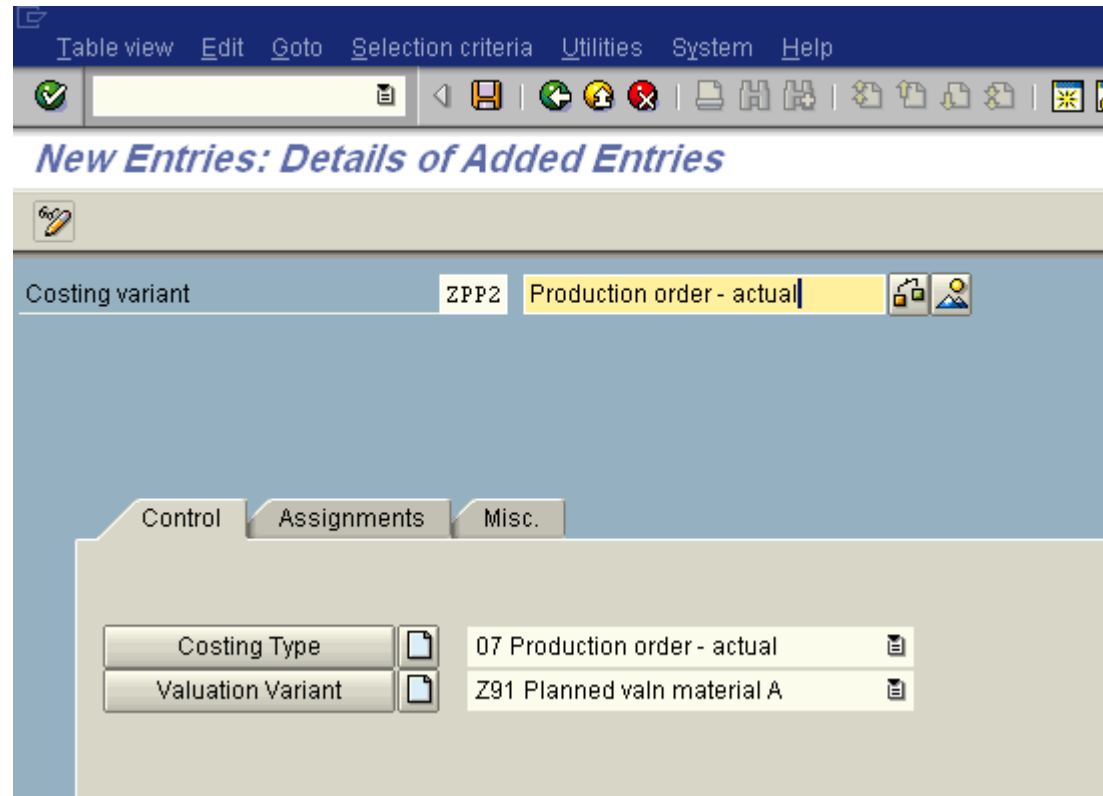 Table view Edit Goto Selection criteria Utilities System Help
New Entries: Details of Added Entries
Costing variant ZPP2 Production order - actual
Control Assignments Misc.
Costing Type 07 Production order - actual
Valuation Variant Z91 Planned valn material A